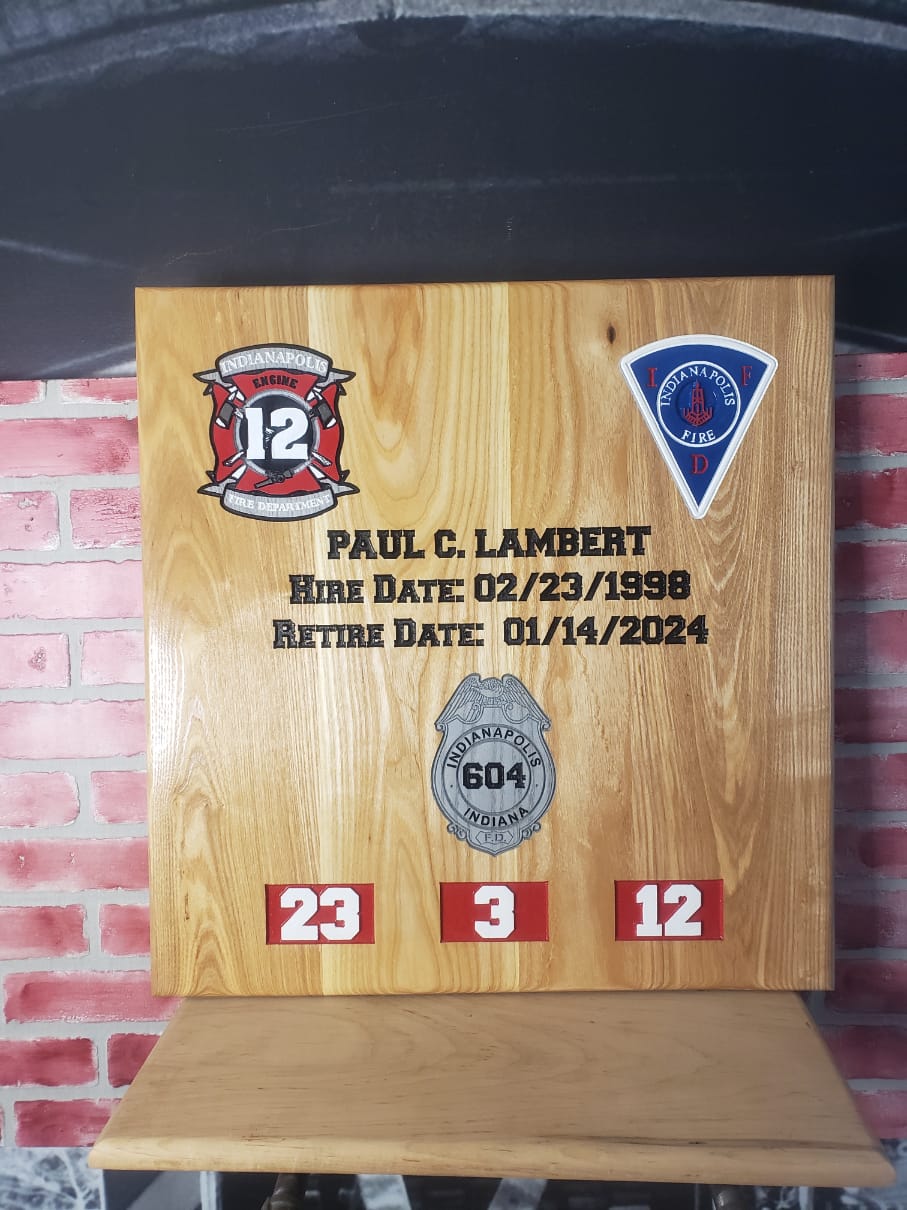 INDIANAPOLIS
ENGINE
12
FIRE DEPARTMENT
I F
INDIANAPOLIS
FIRE
D
PAUL C. LAMBERT
HIRE DATE: 02/23/1998
RETIRE DATE: 01/14/2024
INDIANAPOLIS
604
INDIANA
F.D.
23 3 12